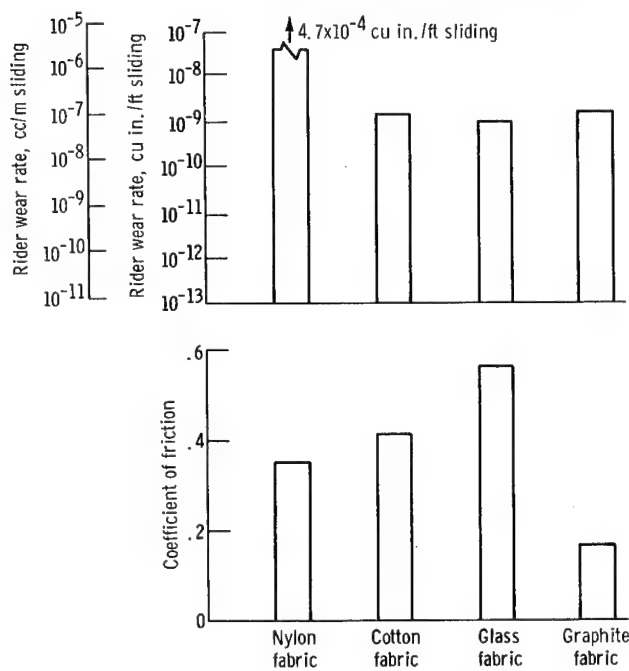 Rider wear rate, cc/m sliding
10⁻⁵
10⁻⁶
10⁻⁷
10⁻⁸
10⁻⁹
10⁻¹⁰
10⁻¹¹
Rider wear rate, cu in./ft sliding
10⁻⁷
10⁻⁸
10⁻⁹
10⁻¹⁰
10⁻¹¹
10⁻¹²
10⁻¹³
4.7x10⁻⁴ cu in./ft sliding
Coefficient of friction
.6
.4
.2
0
Nylon
fabric
Cotton
fabric
Glass
fabric
Graphite
fabric